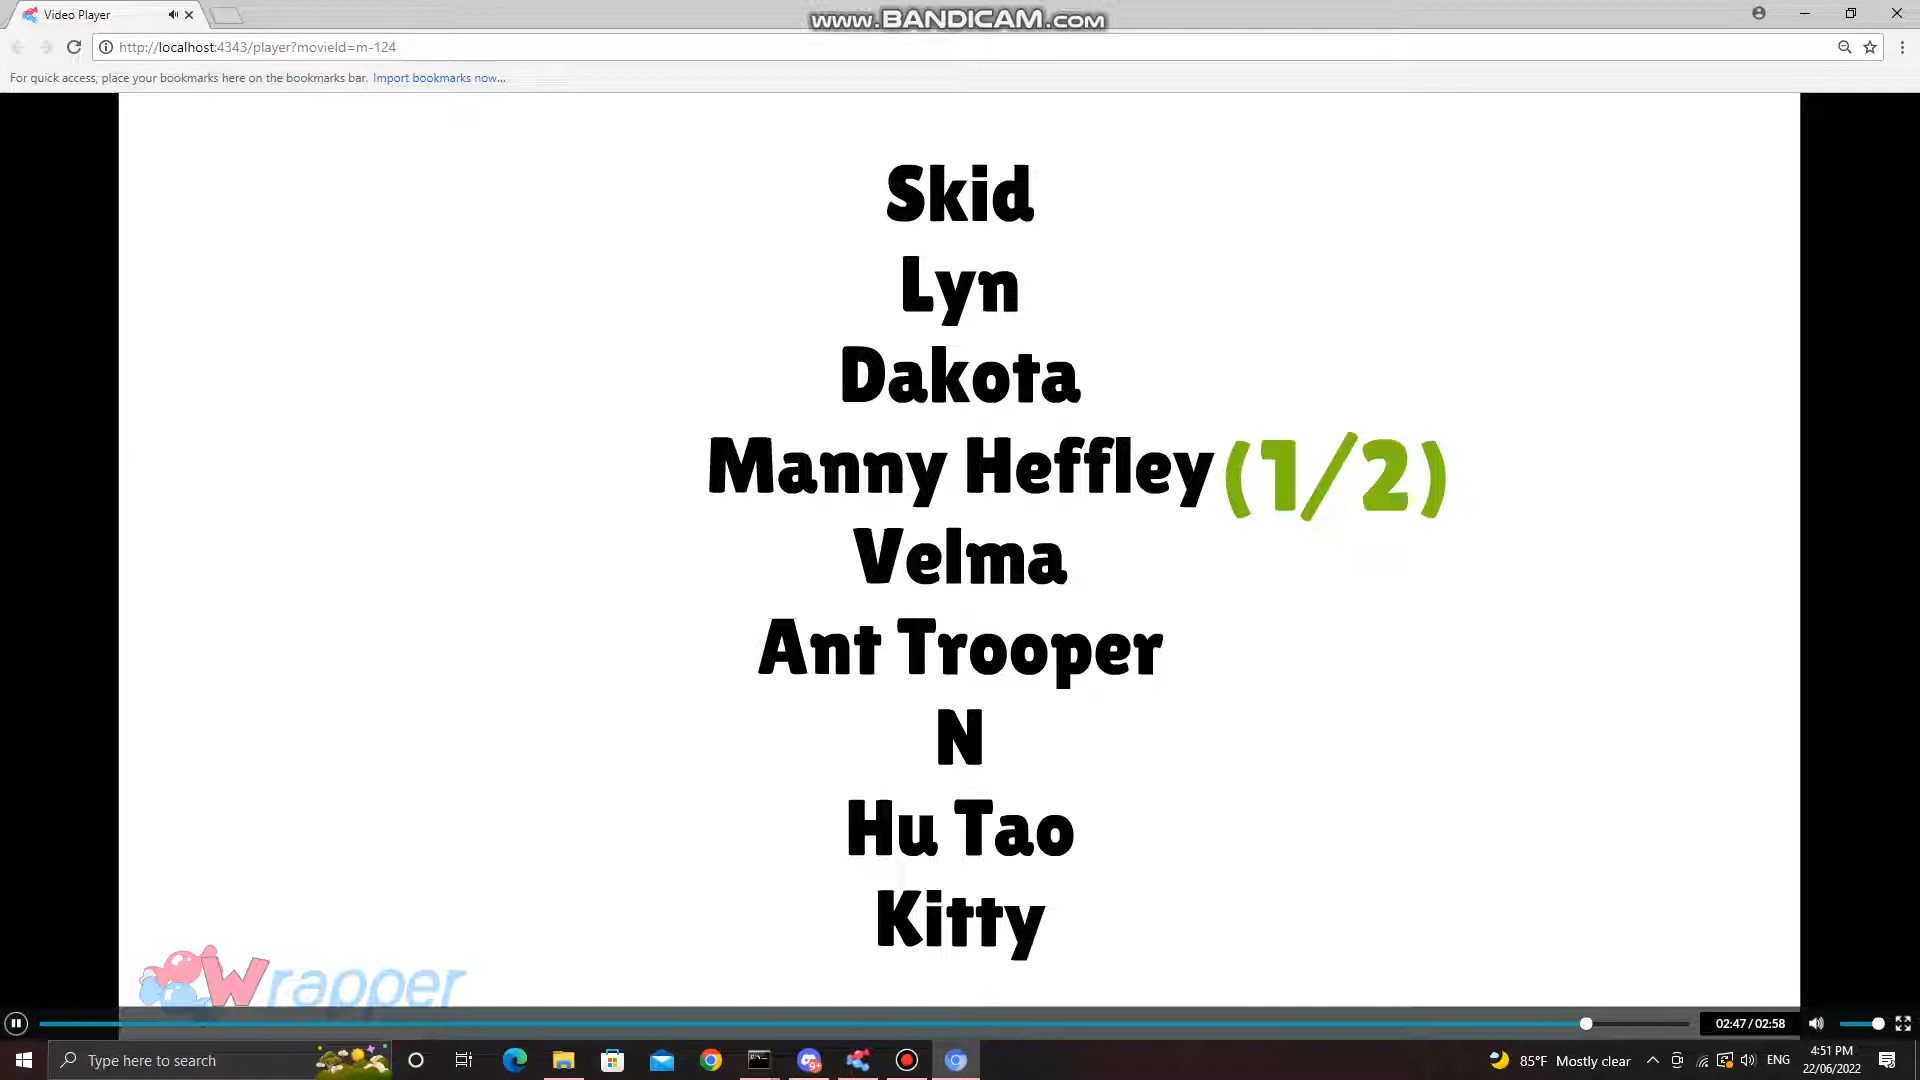 Video Player
www.BANDICAM.com
http://localhost:4343/player?movieId=m-124
For quick access, place your bookmarks here on the bookmarks bar. Import bookmarks now...
Skid
Lyn
Dakota
Manny Heffley (1/2)
Velma
Ant Trooper
N
Hu Tao
Kitty
Wrapper
02:47 / 02:58
Type here to search
9+
85°F Mostly clear
ENG
4:51 PM
22/06/2022